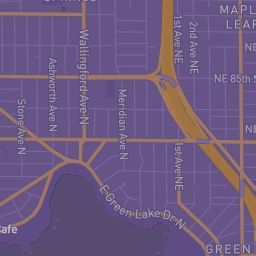 MAPL
LEAF
Wallingford Ave N
1st Ave NE
2nd Ave NE
NE 85th S
Ashworth Ave N
Meridian Ave N
Stone Ave N
1st Ave NE
E Green Lake Dr N
afe
GREEN